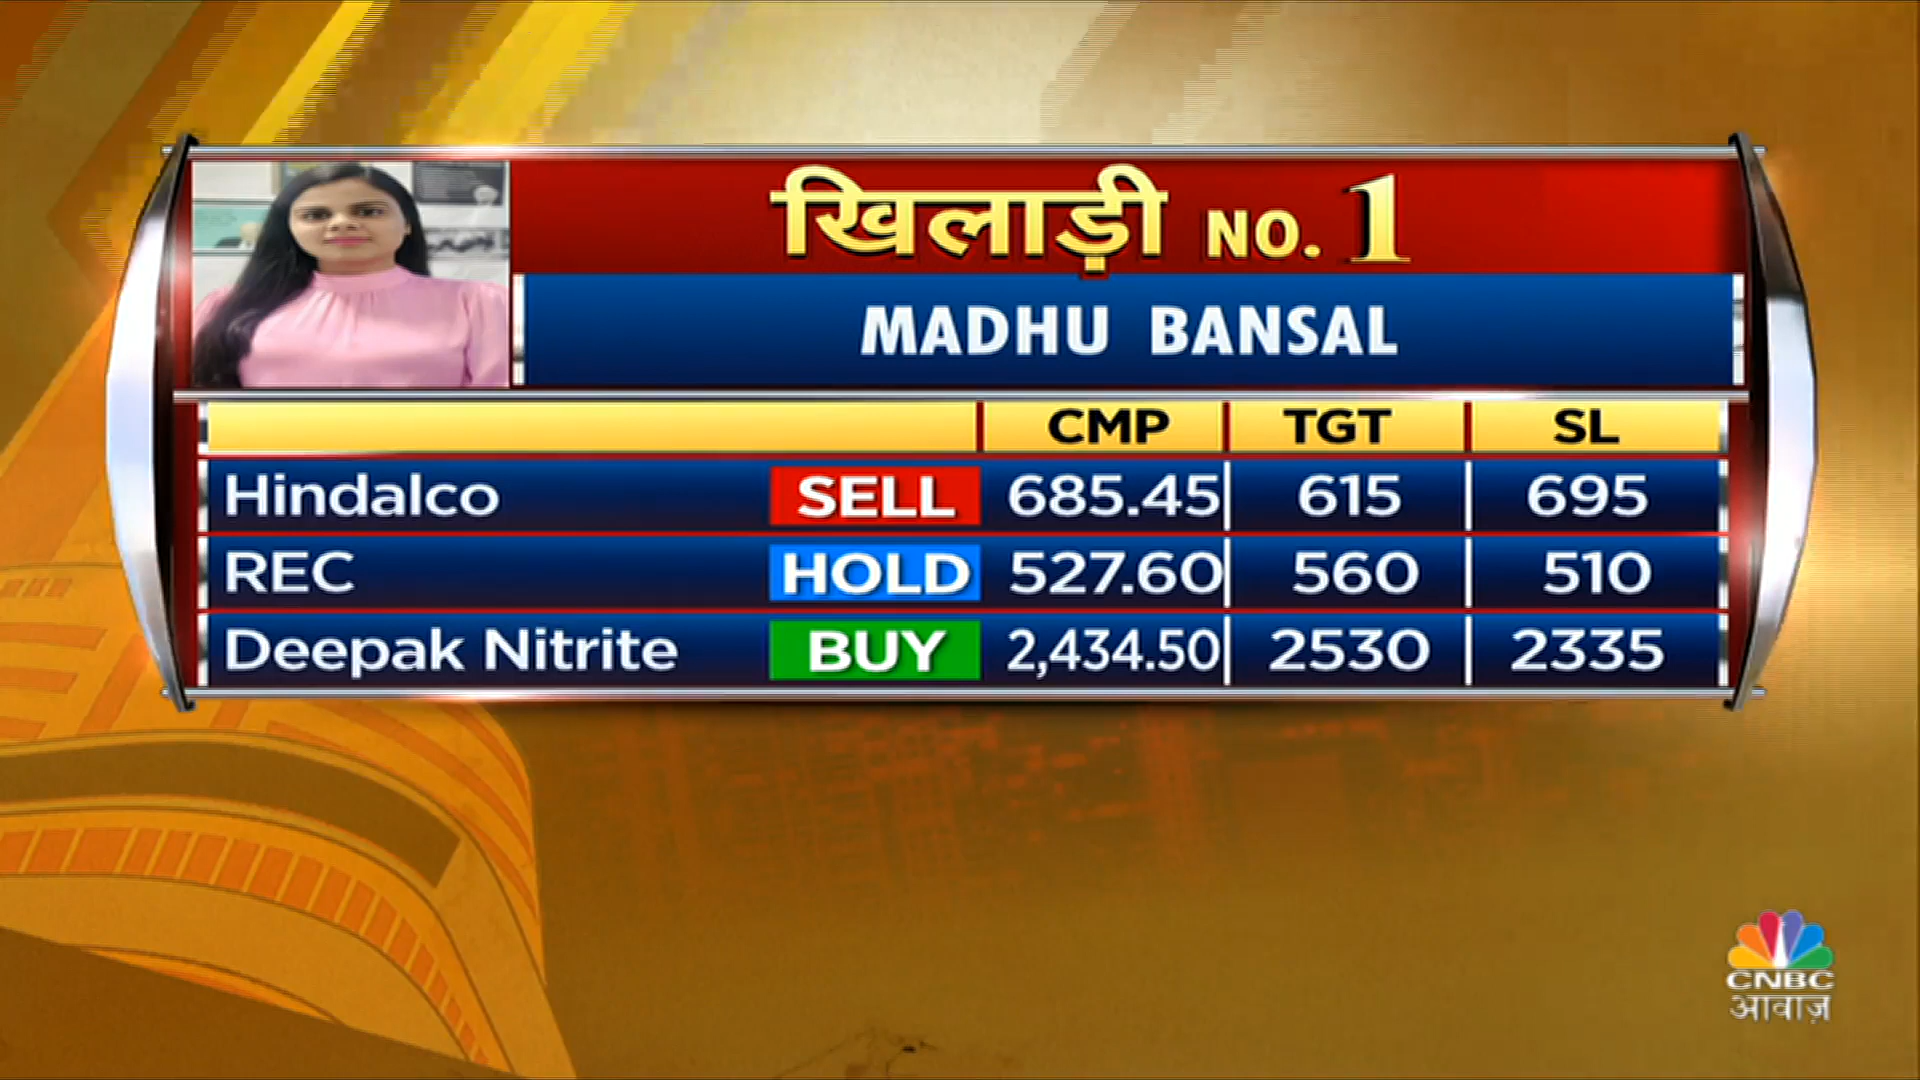 खिलाड़ी NO. 1
MADHU BANSAL
CMP TGT SL
Hindalco SELL 685.45 615 695
REC HOLD 527.60 560 510
Deepak Nitrite BUY 2,434.50 2530 2335
CNBC
आवाज़